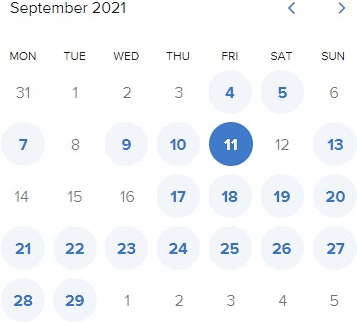 September 2021
MON TUE WED THU FRI SAT SUN
31 1 2 3 4 5 6
7 8 9 10 11 12 13
14 15 16 17 18 19 20
21 22 23 24 25 26 27
28 29 1 2 3 4 5